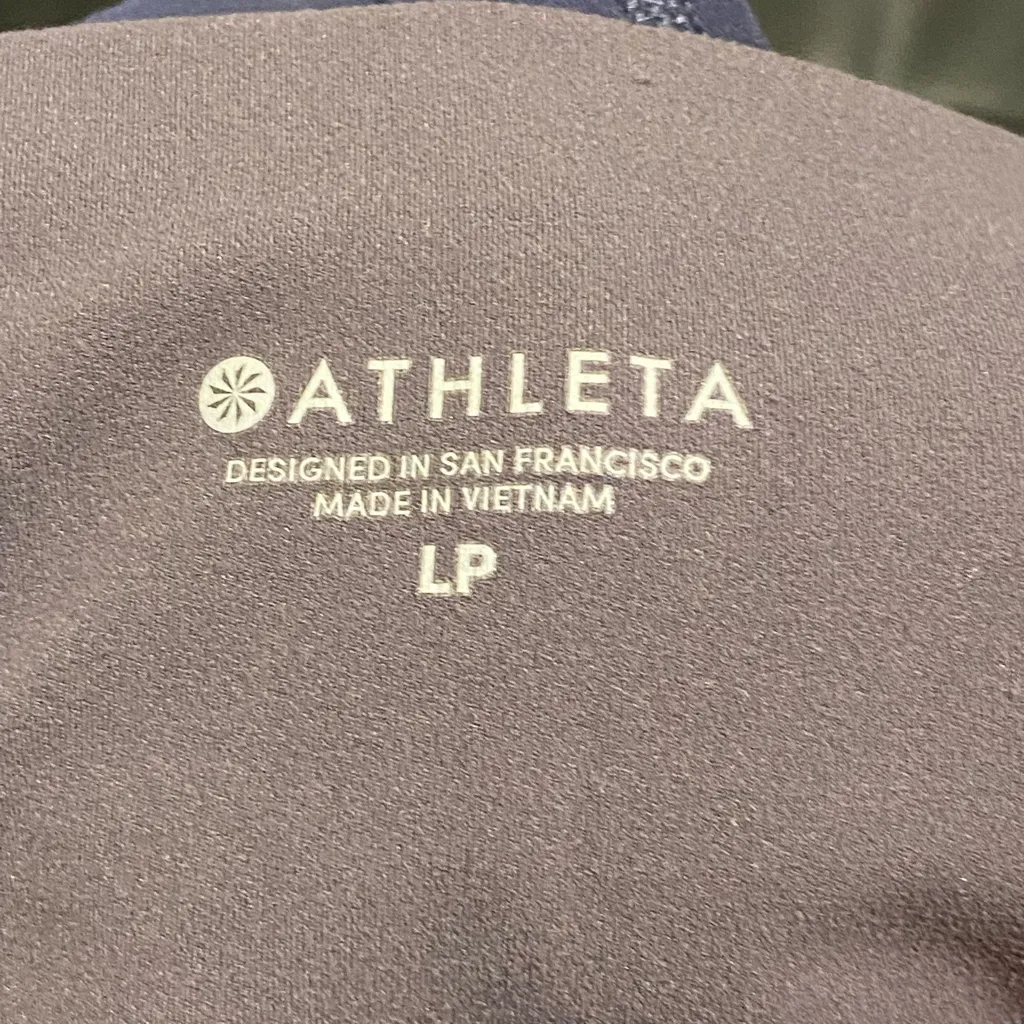 ATHLETA
DESIGNED IN SAN FRANCISCO
MADE IN VIETNAM
LP